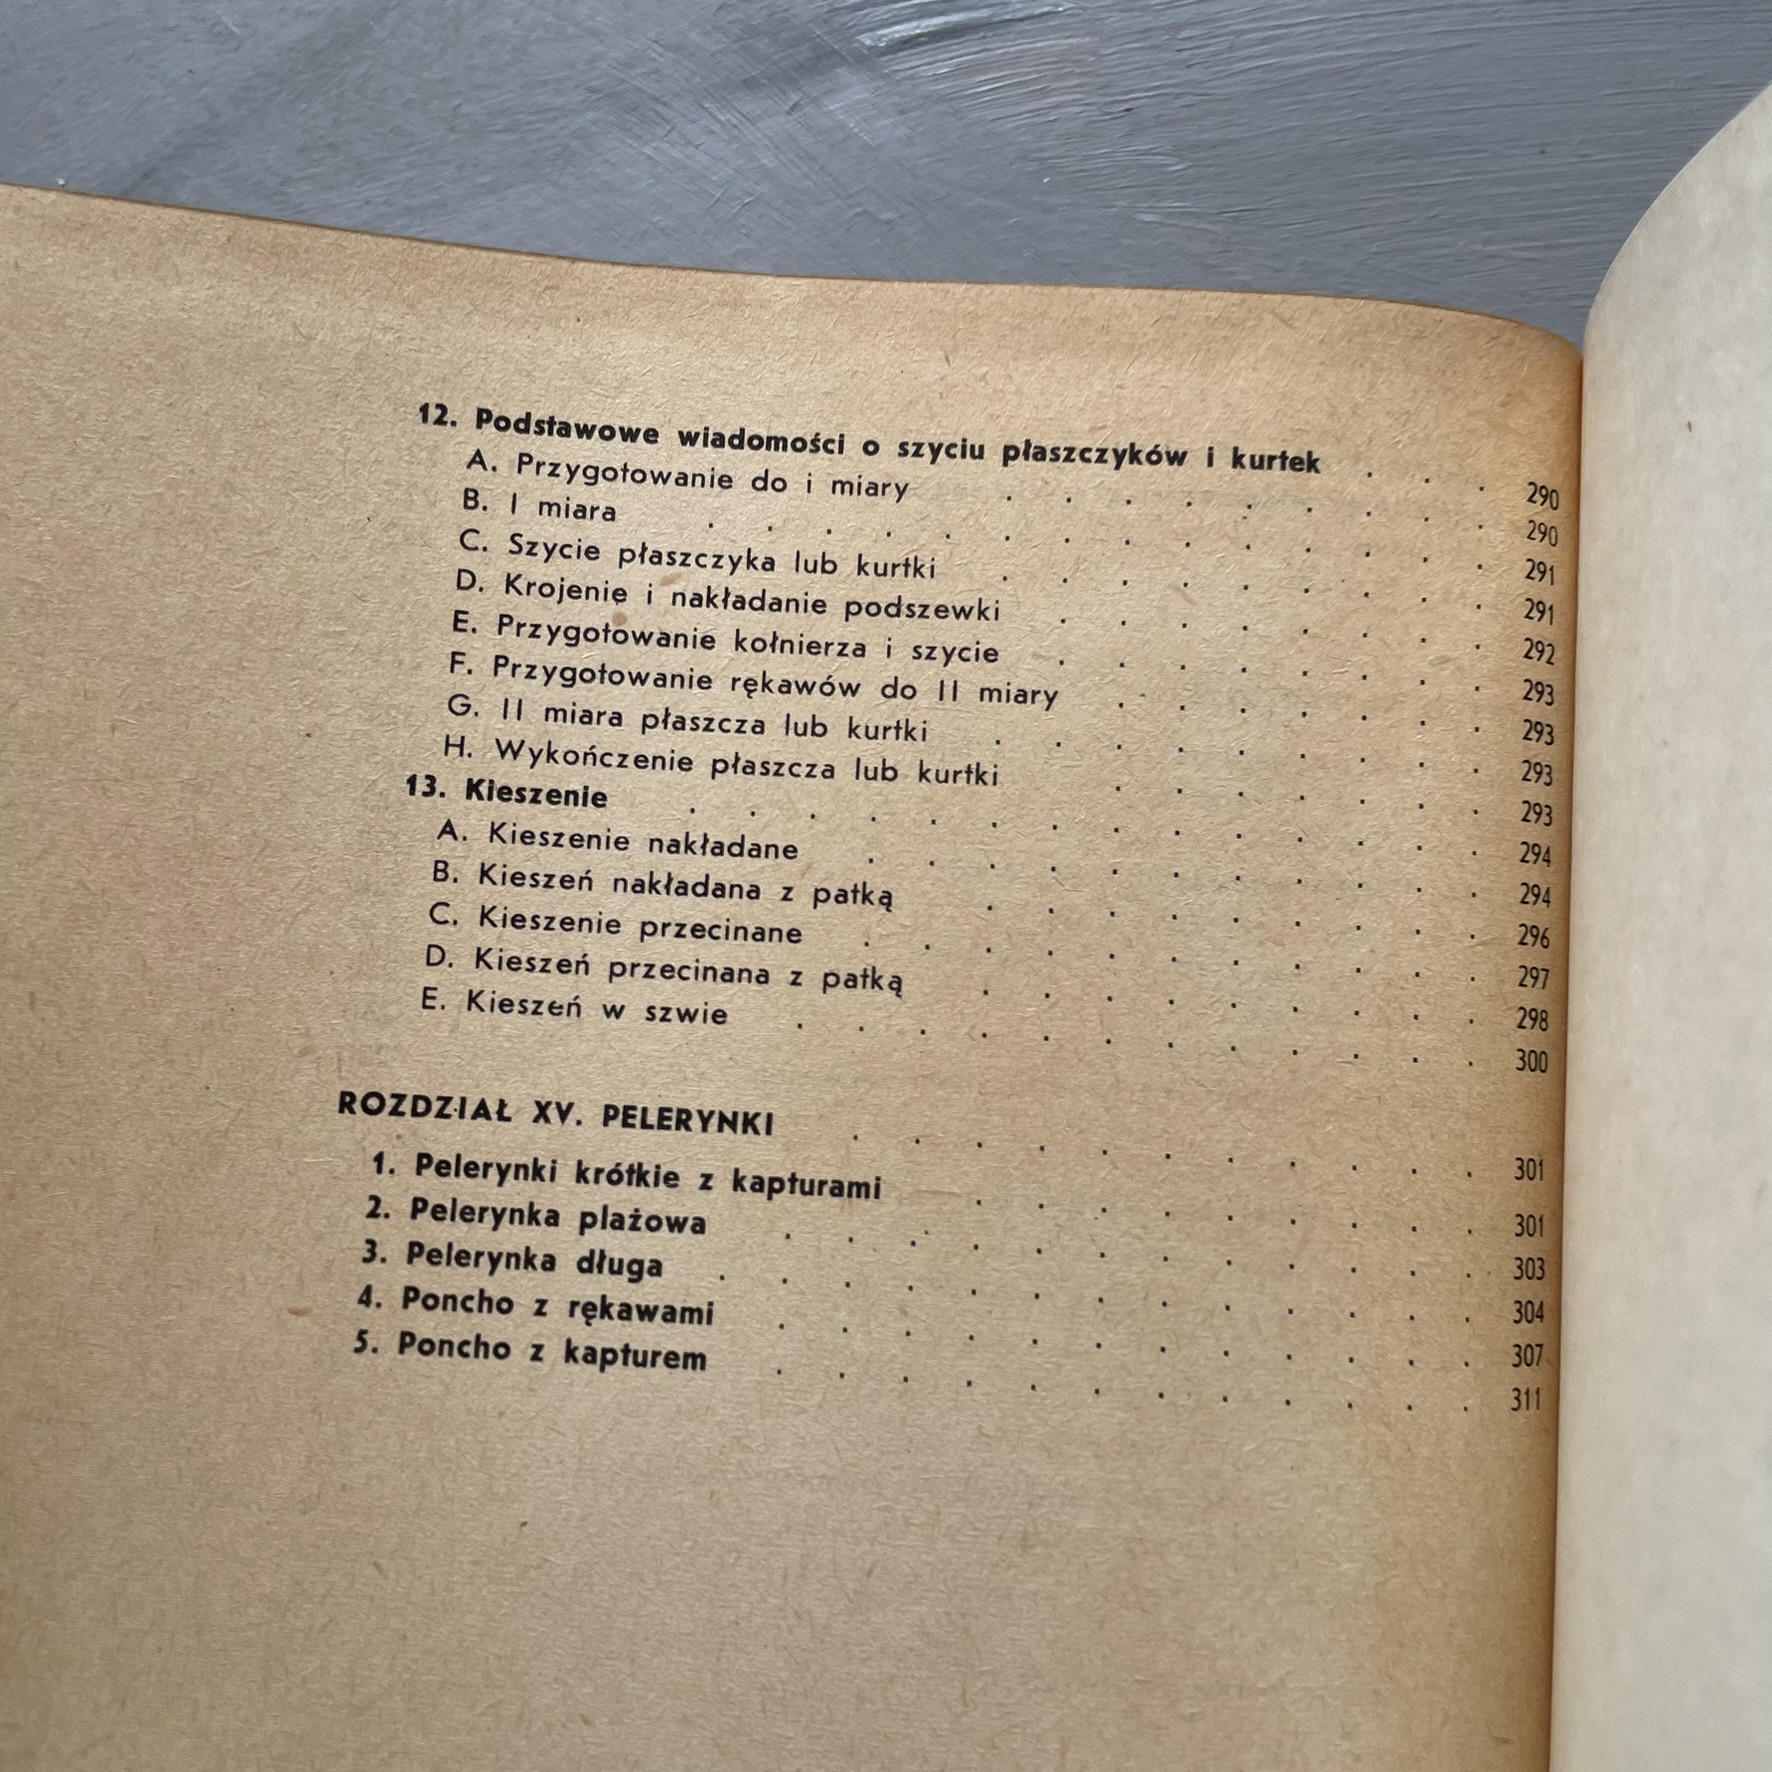 12. Podstawowe wiadomości o szyciu płaszczyków i kurtek . . . 290
A. Przygotowanie do i miary . . . . . . . . . 290
B. I miara . . . . . . . . . . . . . . 291
C. Szycie płaszczyka lub kurtki . . . . . . . . . 291
D. Krojenie i nakładanie podszewki . . . . . . . . 292
E. Przygotowanie kołnierza i szycie . . . . . . . . 293
F. Przygotowanie rękawów do II miary . . . . . . . 293
G. II miara płaszcza lub kurtki . . . . . . . . . 293
H. Wykończenie płaszcza lub kurtki . . . . . . . 293
13. Kieszenie . . . . . . . . . . . . . . 294
A. Kieszenie nakładane . . . . . . . . . . . 294
B. Kieszeń nakładana z patką . . . . . . . . . 296
C. Kieszenie przecinane . . . . . . . . . . . 297
D. Kieszeń przecinana z patką . . . . . . . . . 298
E. Kieszeń w szwie . . . . . . . . . . . . 300
ROZDZIAŁ XV. PELERYNKI . . . . . . . . . . . 301
1. Pelerynki krótkie z kapturami . . . . . . . . . 301
2. Pelerynka plażowa . . . . . . . . . . . . 303
3. Pelerynka długa . . . . . . . . . . . . . 304
4. Poncho z rękawami . . . . . . . . . . . . 307
5. Poncho z kapturem . . . . . . . . . . . . 311